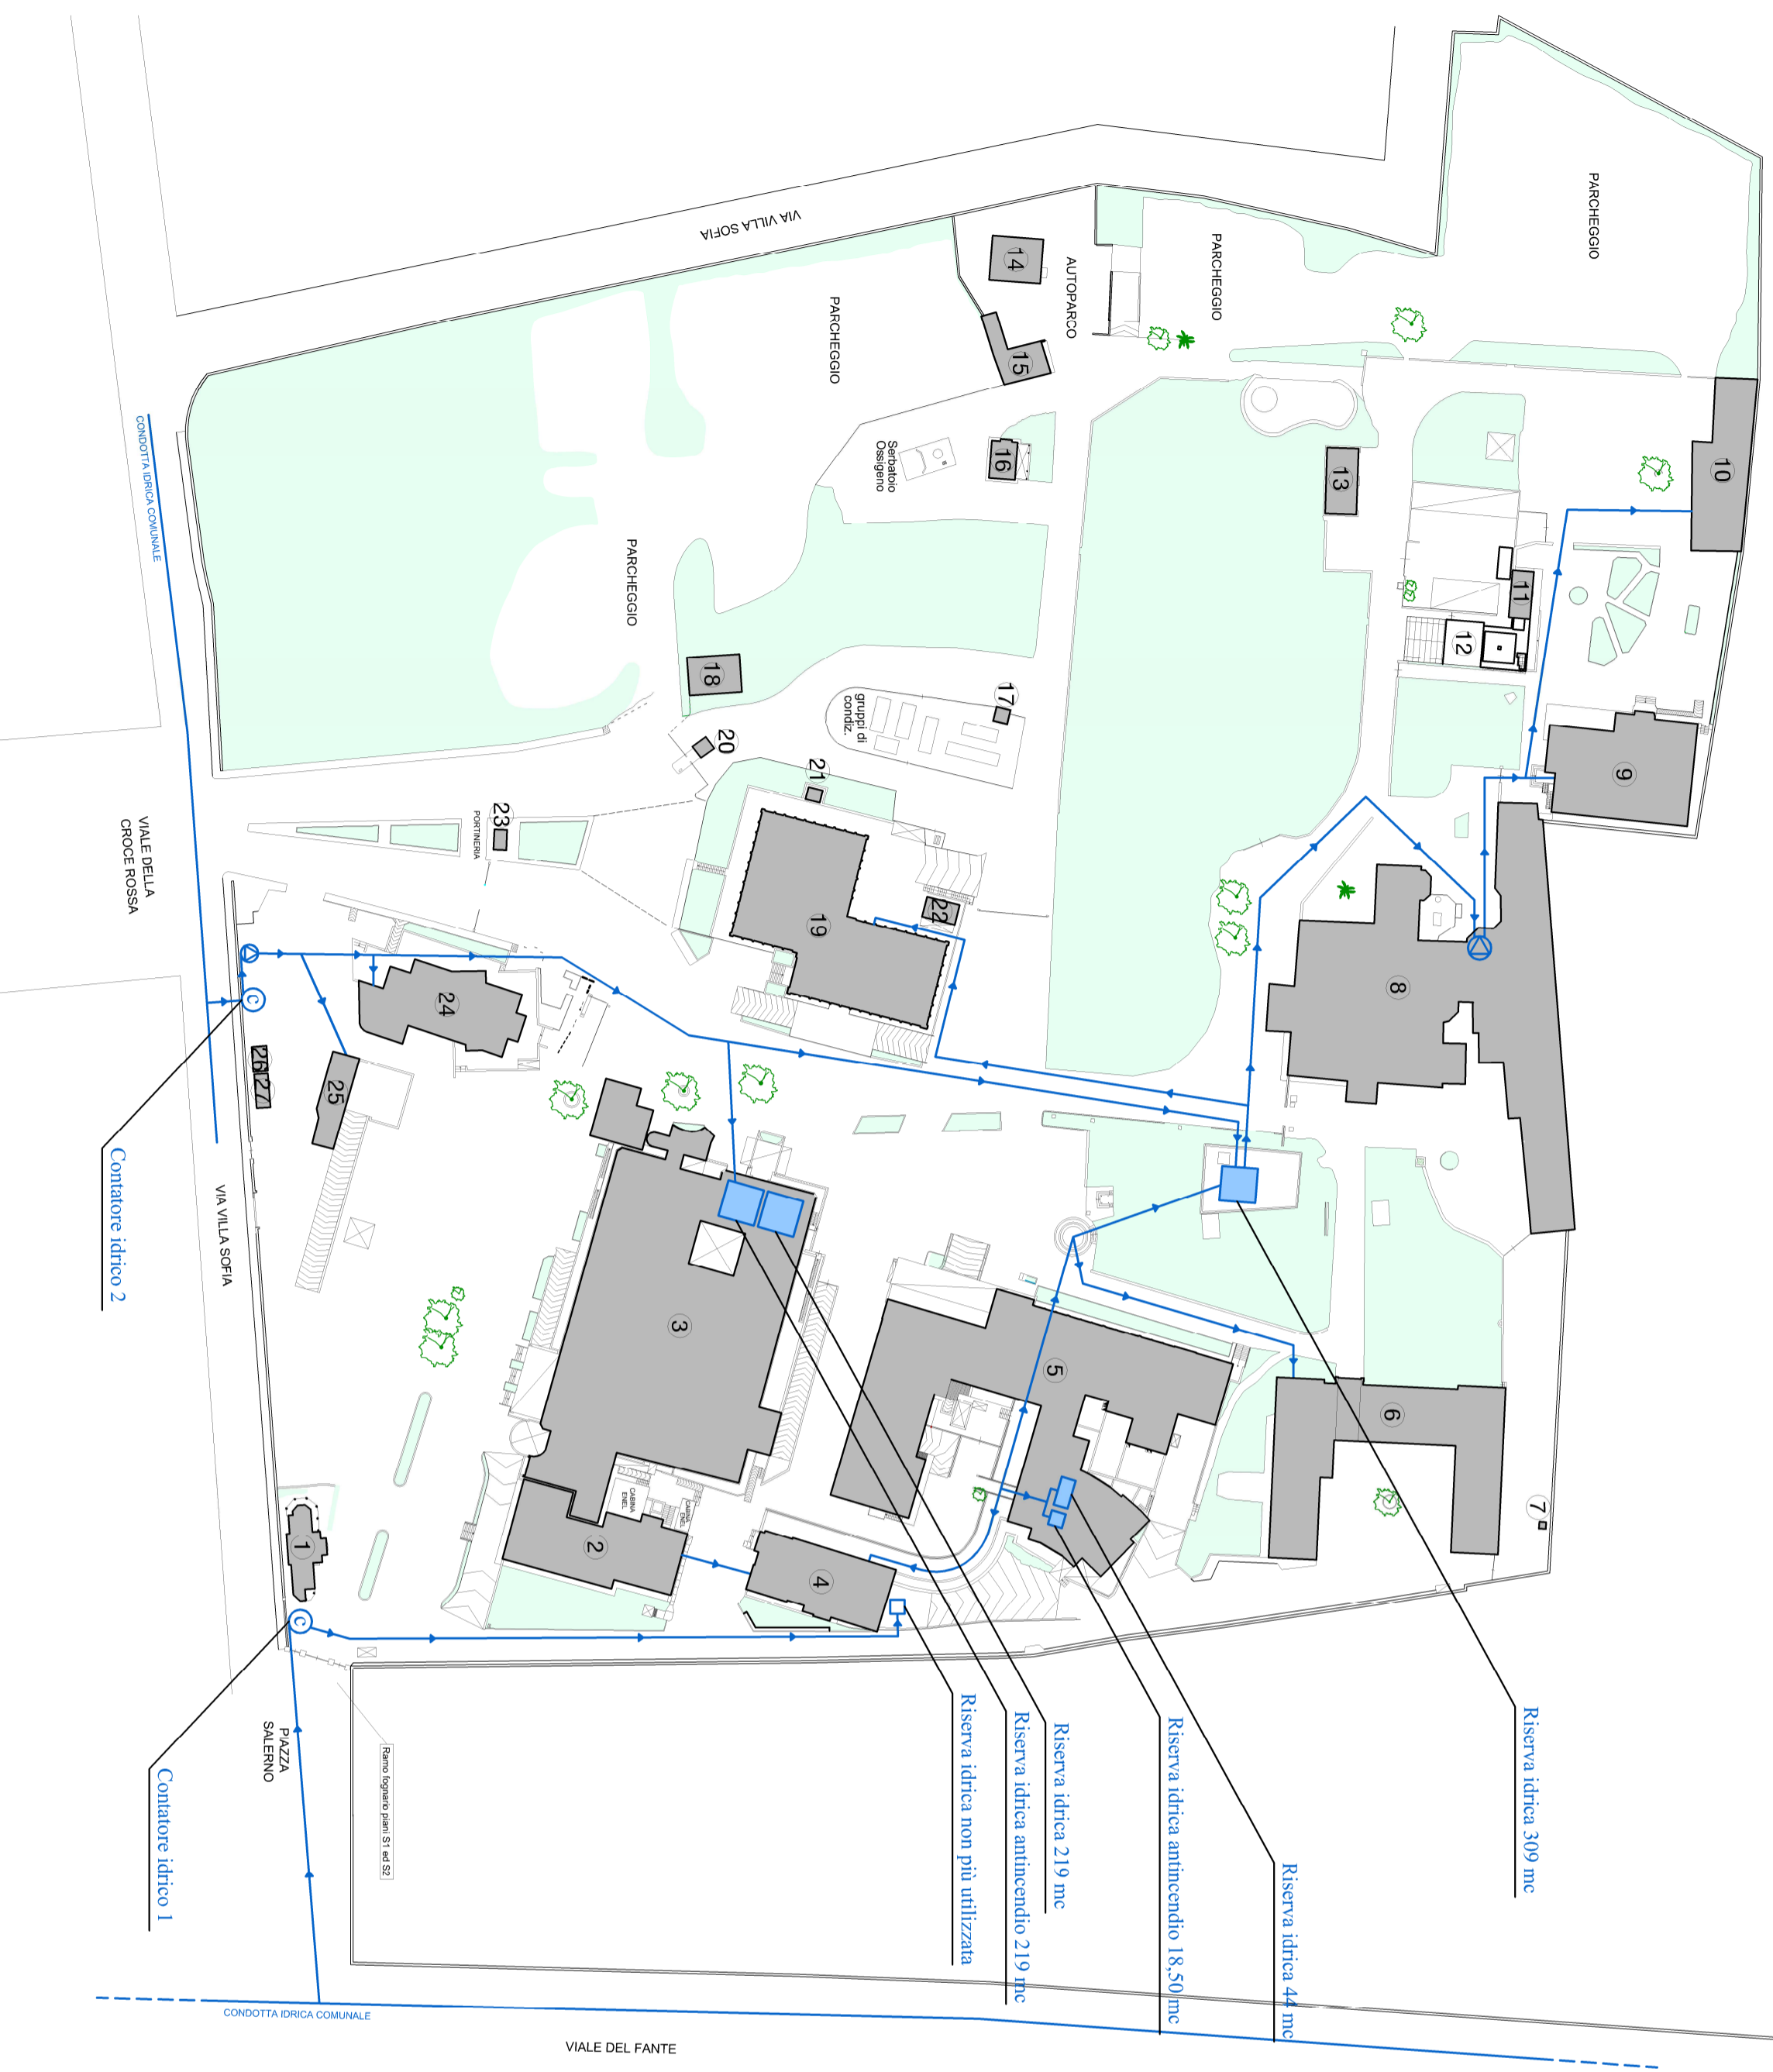 PARCHEGGIO
VIA VILLA SOFIA
PARCHEGGIO
AUTOPARCO
14
15
PARCHEGGIO
Serbatoio
Ossigeno
16
13
10
CONDOTTA IDRICA COMUNALE
PARCHEGGIO
11
12
18
17
gruppi di
condiz.
20
21
9
23
PORTINERIA
VIALE DELLA
CROCE ROSSA
19
22
8
24
C
26
27
25
Contatore idrico 2
VIA VILLA SOFIA
3
5
6
7
CABINA
ENEL
CABINA
ENEL
1
2
4
C
Riserva idrica 309 mc
Riserva idrica 44 mc
Riserva idrica antincendio 18,50 mc
Riserva idrica 219 mc
Riserva idrica antincendio 219 mc
Riserva idrica non più utilizzata
PIAZZA
SALERNO
Ramo fognario piani S1 ed S2
Contatore idrico 1
CONDOTTA IDRICA COMUNALE
VIALE DEL FANTE